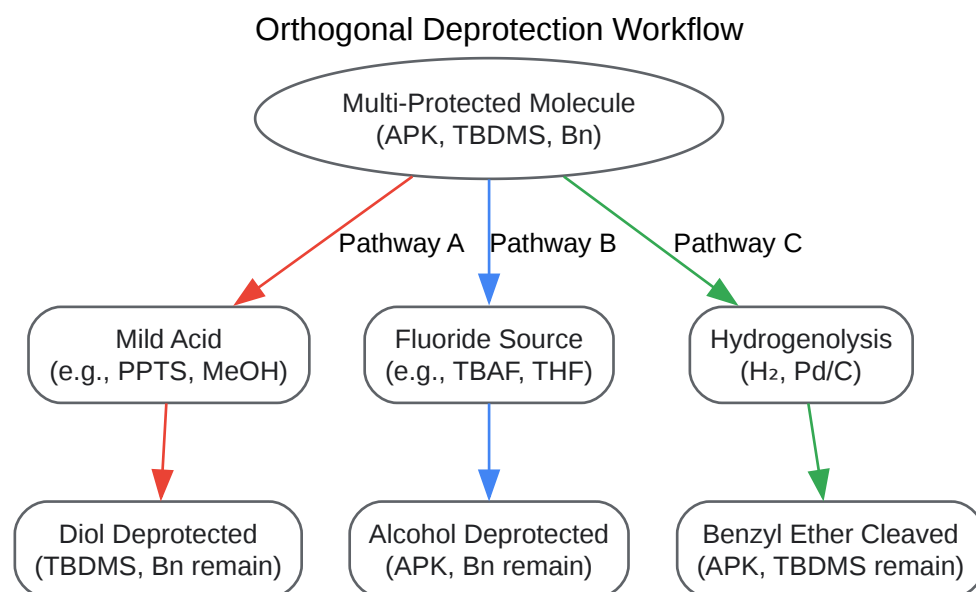 Orthogonal Deprotection Workflow
Multi-Protected Molecule
(APK, TBDMS, Bn)
Pathway A
Pathway B
Pathway C
Mild Acid
(e.g., PPTS, MeOH)
Fluoride Source
(e.g., TBAF, THF)
Hydrogenolysis
(H₂, Pd/C)
Diol Deprotected
(TBDMS, Bn remain)
Alcohol Deprotected
(APK, Bn remain)
Benzyl Ether Cleaved
(APK, TBDMS remain)